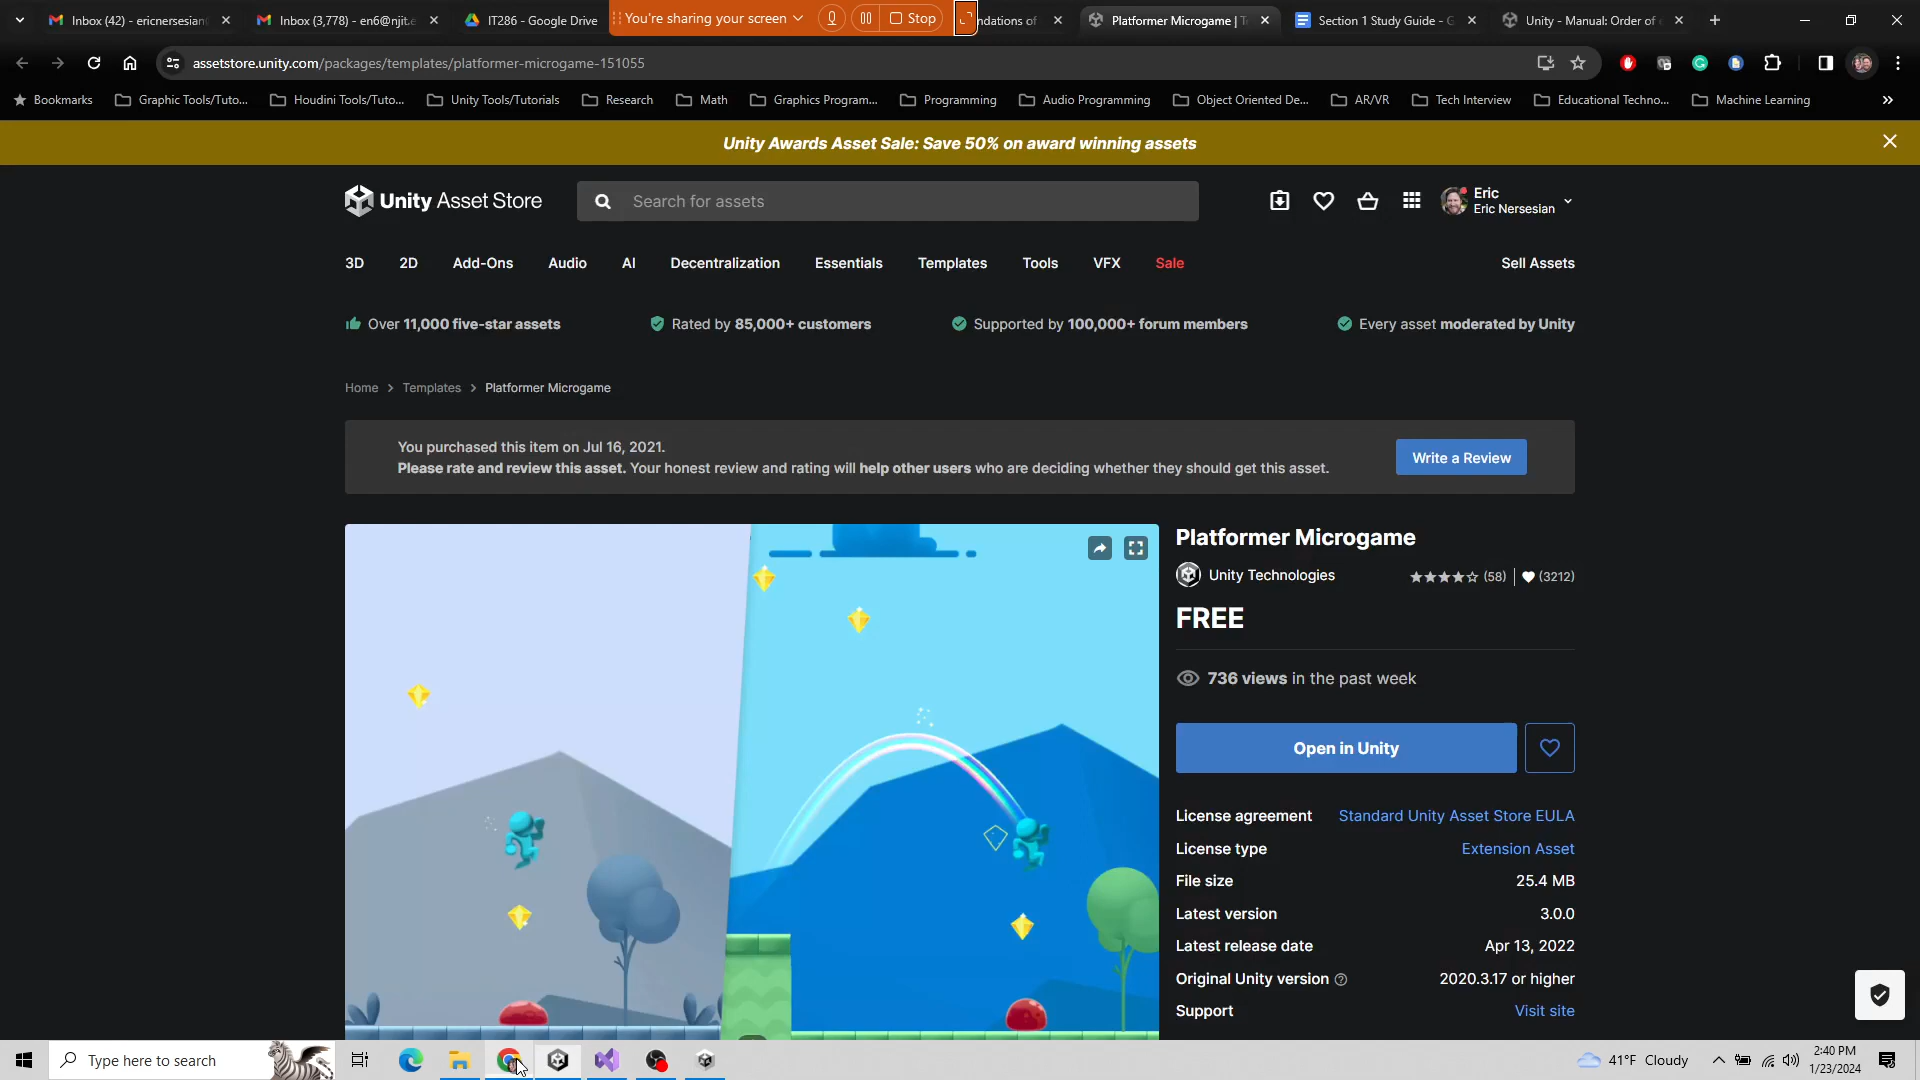 Inbox (42) - ericnersesian
Inbox (3,778) - en6@njit.e
IT286 - Google Drive
You're sharing your screen
Stop
ndations of
Platformer Microgame | T
Section 1 Study Guide - G
Unity - Manual: Order of e
assetstore.unity.com/packages/templates/platformer-microgame-151055
Bookmarks
Graphic Tools/Tuto...
Houdini Tools/Tuto...
Unity Tools/Tutorials
Research
Math
Graphics Program...
Programming
Audio Programming
Object Oriented De...
AR/VR
Tech Interview
Educational Techno...
Machine Learning
»
Unity Awards Asset Sale: Save 50% on award winning assets
Unity Asset Store
Search for assets
Eric
Eric Nersesian
3D
2D
Add-Ons
Audio
AI
Decentralization
Essentials
Templates
Tools
VFX
Sale
Sell Assets
Over 11,000 five-star assets
Rated by 85,000+ customers
Supported by 100,000+ forum members
Every asset moderated by Unity
Home > Templates > Platformer Microgame
You purchased this item on Jul 16, 2021.
Please rate and review this asset. Your honest review and rating will help other users who are deciding whether they should get this asset.
Write a Review
Platformer Microgame
Unity Technologies
(58) | (3212)
FREE
736 views in the past week
Open in Unity
License agreement Standard Unity Asset Store EULA
License type Extension Asset
File size 25.4 MB
Latest version 3.0.0
Latest release date Apr 13, 2022
Original Unity version 2020.3.17 or higher
Support Visit site
Type here to search
41°F Cloudy
2:40 PM
1/23/2024